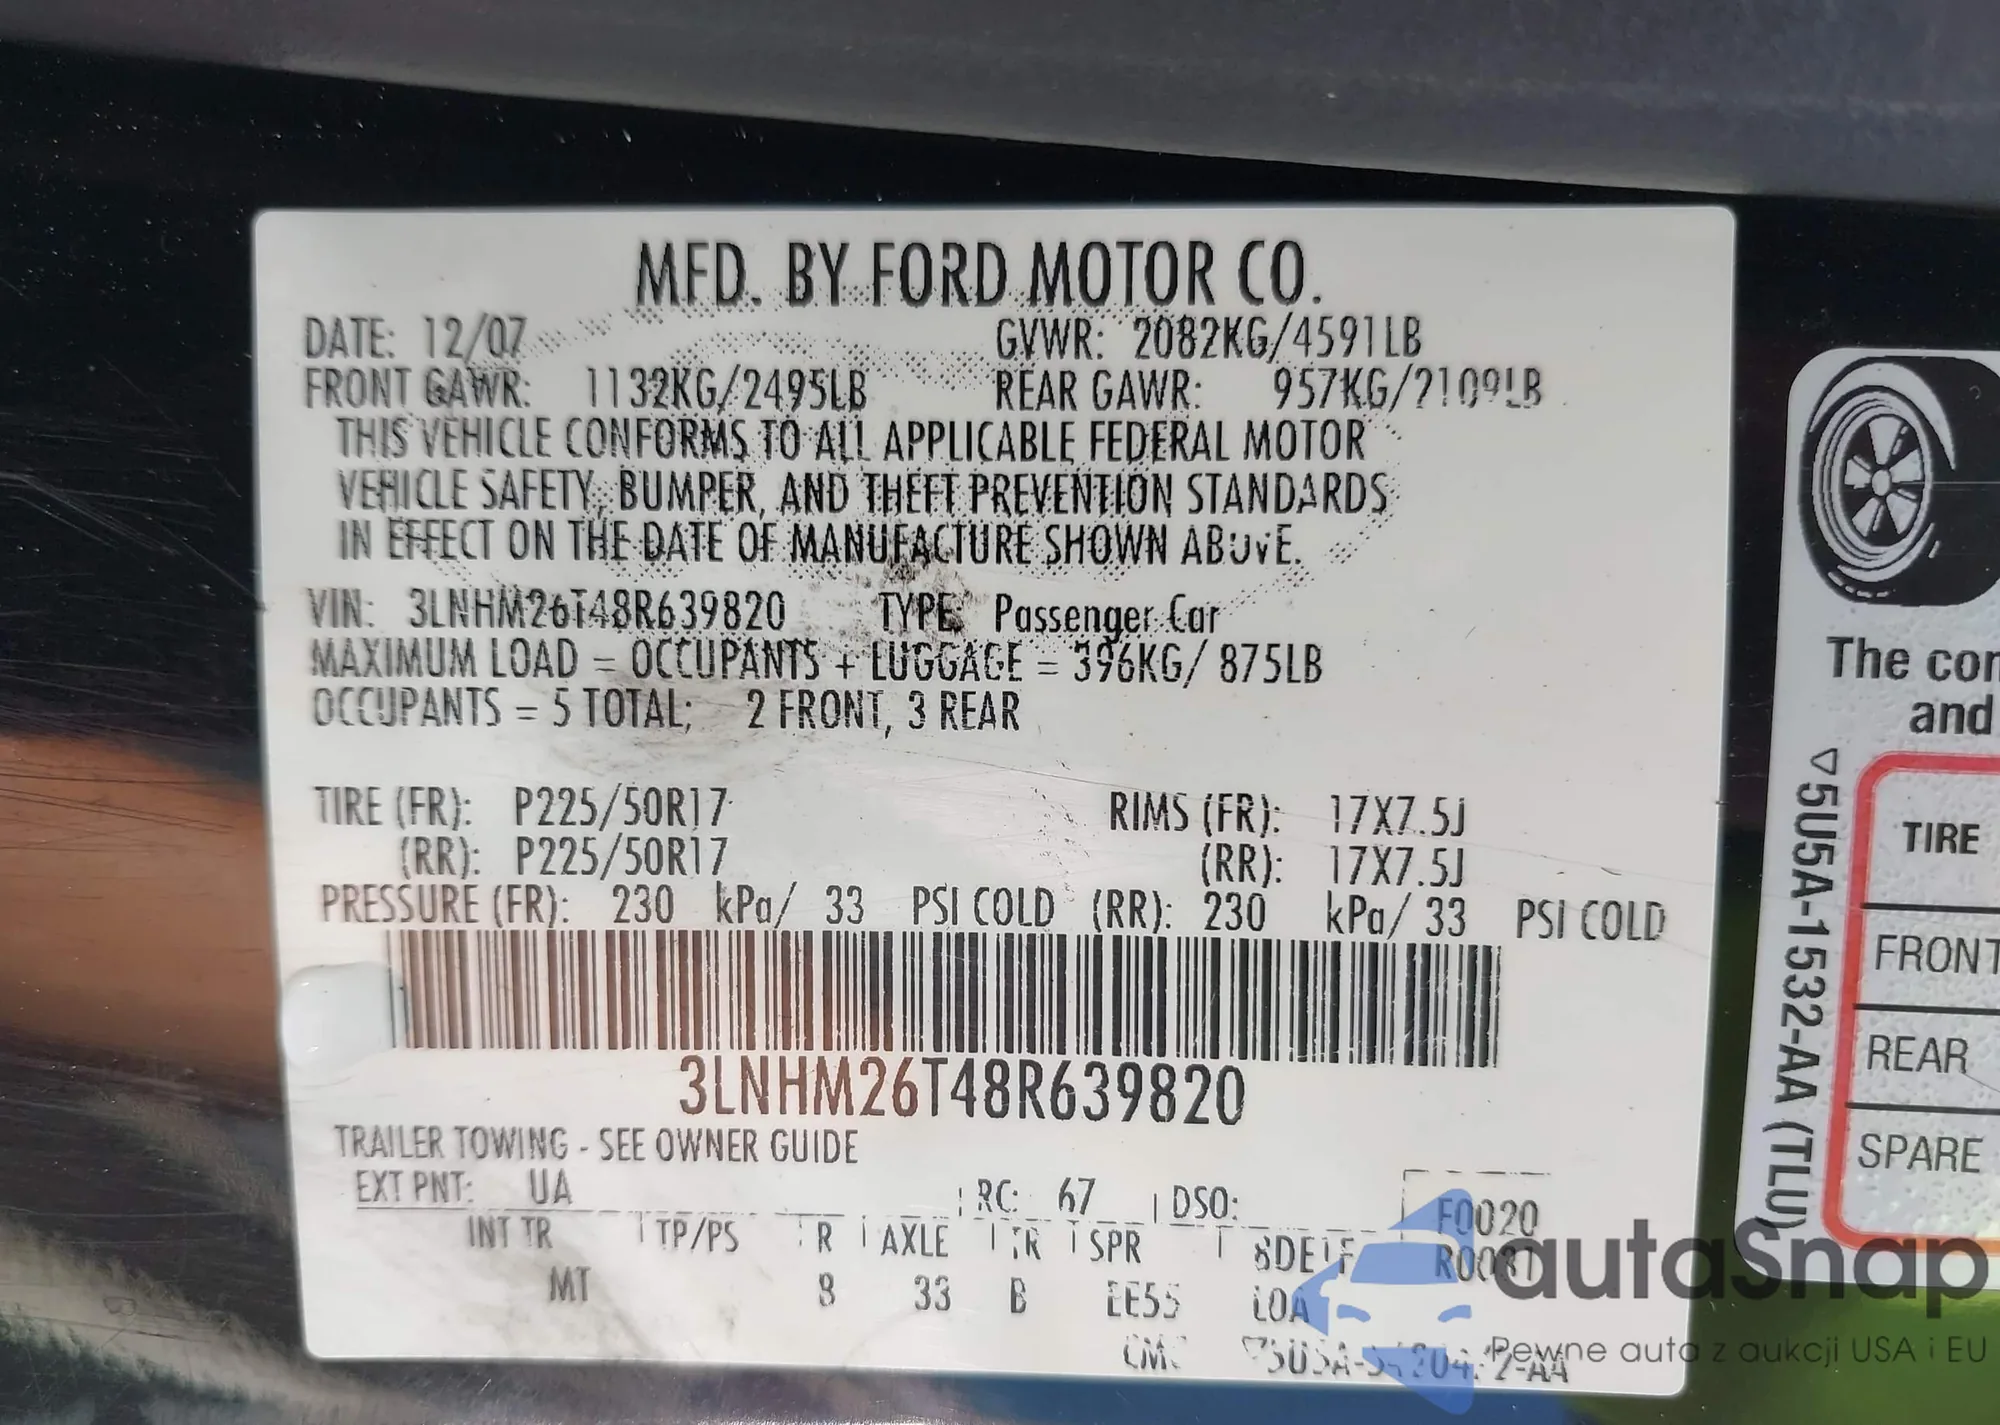 MFD. BY FORD MOTOR CO.
DATE: 12/07 GVWR: 2082KG/4591LB
FRONT GAWR: 1132KG/2495LB REAR GAWR: 957KG/2109LB
THIS VEHICLE CONFORMS TO ALL APPLICABLE FEDERAL MOTOR
VEHICLE SAFETY, BUMPER, AND THEFT PREVENTION STANDARDS
IN EFFECT ON THE DATE OF MANUFACTURE SHOWN ABOVE.
VIN: 3LNHM26T48R639820 TYPE: Passenger Car
MAXIMUM LOAD = OCCUPANTS + LUGGAGE = 396KG/ 875LB
OCCUPANTS = 5 TOTAL; 2 FRONT, 3 REAR
TIRE (FR): P225/50R17 RIMS (FR): 17X7.5J
(RR): P225/50R17 (RR): 17X7.5J
PRESSURE (FR): 230 kPa/ 33 PSI COLD (RR): 230 kPa/ 33 PSI COLD
3LNHM26T48R639820
TRAILER TOWING - SEE OWNER GUIDE
EXT PNT: UA RC: 67 DSO: F0020
INT TR TP/PS R AXLE TR SPR
MT 8 33 B EE55
The con
and
5U5A-1532-AA (TLU)
TIRE
FRONT
REAR
SPARE
autaSnap
Pewne auta z aukcji USA i EU